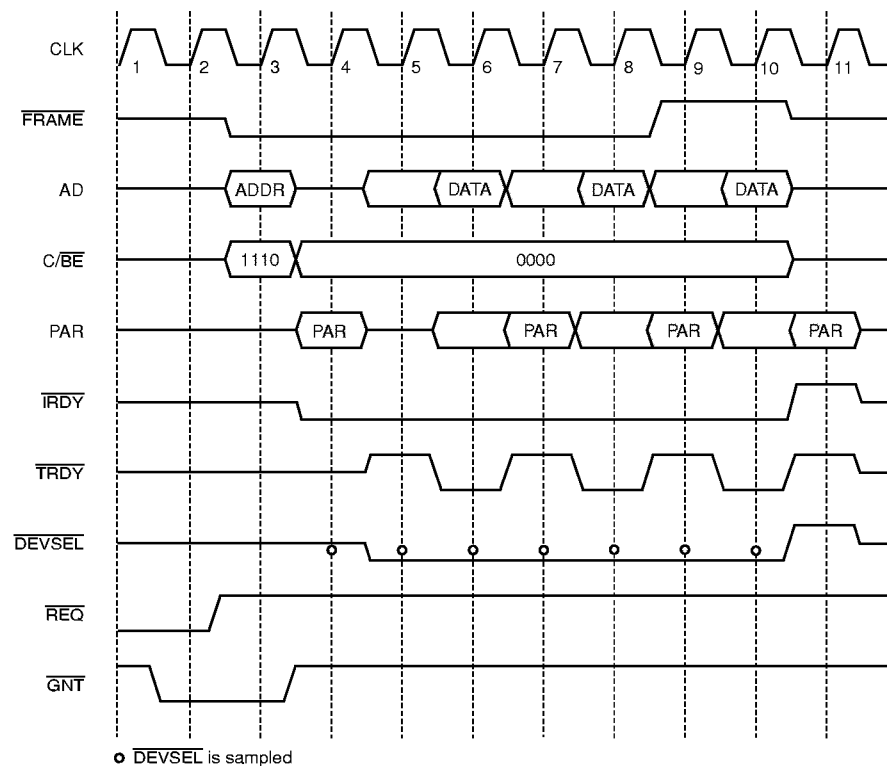 CLK
1 2 3 4 5 6 7 8 9 10 11
FRAME
AD ADDR DATA DATA DATA
C/BE 1110 0000
PAR PAR PAR PAR PAR
IRDY
TRDY
DEVSEL
REQ
GNT
DEVSEL is sampled